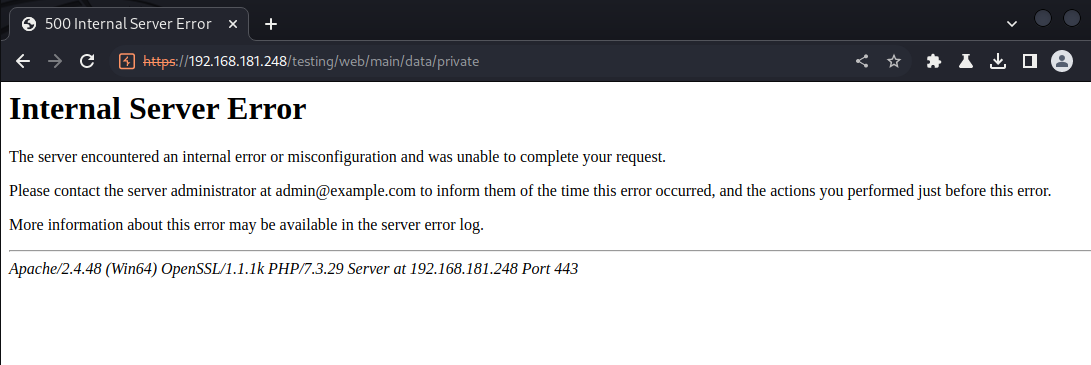 500 Internal Server Error
https://192.168.181.248/testing/web/main/data/private
Internal Server Error
The server encountered an internal error or misconfiguration and was unable to complete your request.
Please contact the server administrator at admin@example.com to inform them of the time this error occurred, and the actions you performed just before this error.
More information about this error may be available in the server error log.
Apache/2.4.48 (Win64) OpenSSL/1.1.1k PHP/7.3.29 Server at 192.168.181.248 Port 443